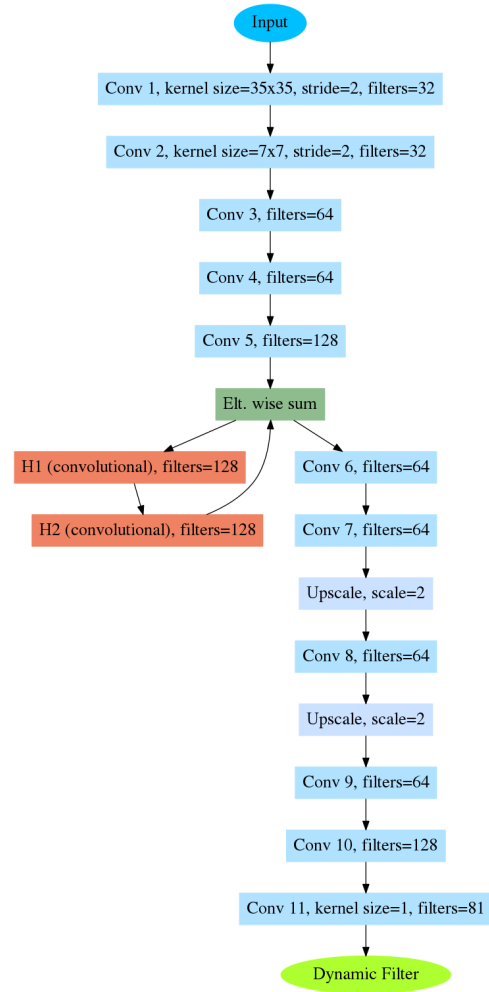 Input
Conv 1, kernel size=35x35, stride=2, filters=32
Conv 2, kernel size=7x7, stride=2, filters=32
Conv 3, filters=64
Conv 4, filters=64
Conv 5, filters=128
Elt. wise sum
H1 (convolutional), filters=128
Conv 6, filters=64
H2 (convolutional), filters=128
Conv 7, filters=64
Upscale, scale=2
Conv 8, filters=64
Upscale, scale=2
Conv 9, filters=64
Conv 10, filters=128
Conv 11, kernel size=1, filters=81
Dynamic Filter